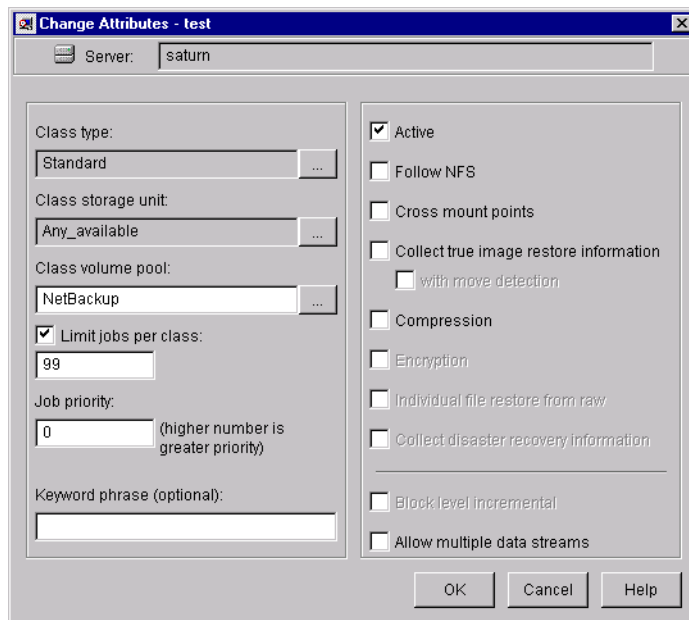 Change Attributes - test
Server: saturn
Class type:
Standard
...
Class storage unit:
Any_available
...
Class volume pool:
NetBackup
...
Limit jobs per class:
99
Job priority:
0
(higher number is
greater priority)
Keyword phrase (optional):
Active
Follow NFS
Cross mount points
Collect true image restore information
with move detection
Compression
Encryption
Individual file restore from raw
Collect disaster recovery information
Block level incremental
Allow multiple data streams
OK Cancel Help